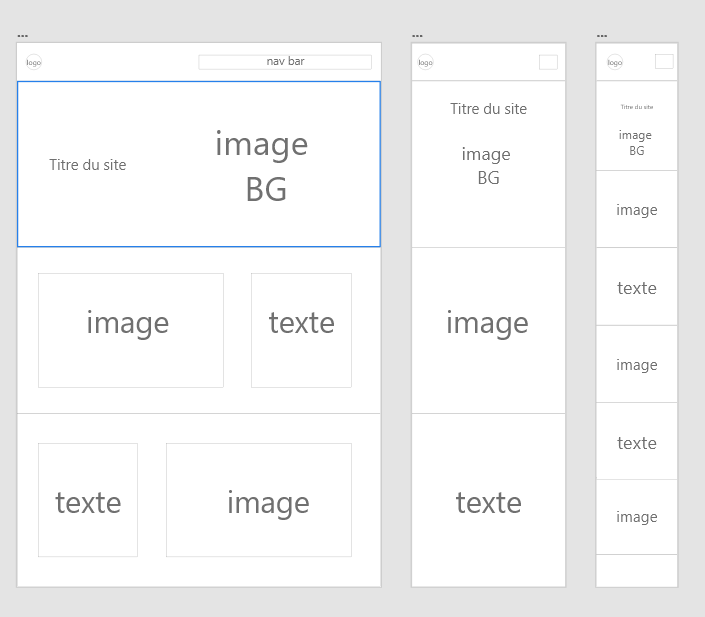 ...
logo
nav bar
Titre du site
image
BG
image
texte
texte
image
...
logo
Titre du site
image
BG
image
texte
...
logo
Titre du site
image
BG
image
texte
image
texte
image